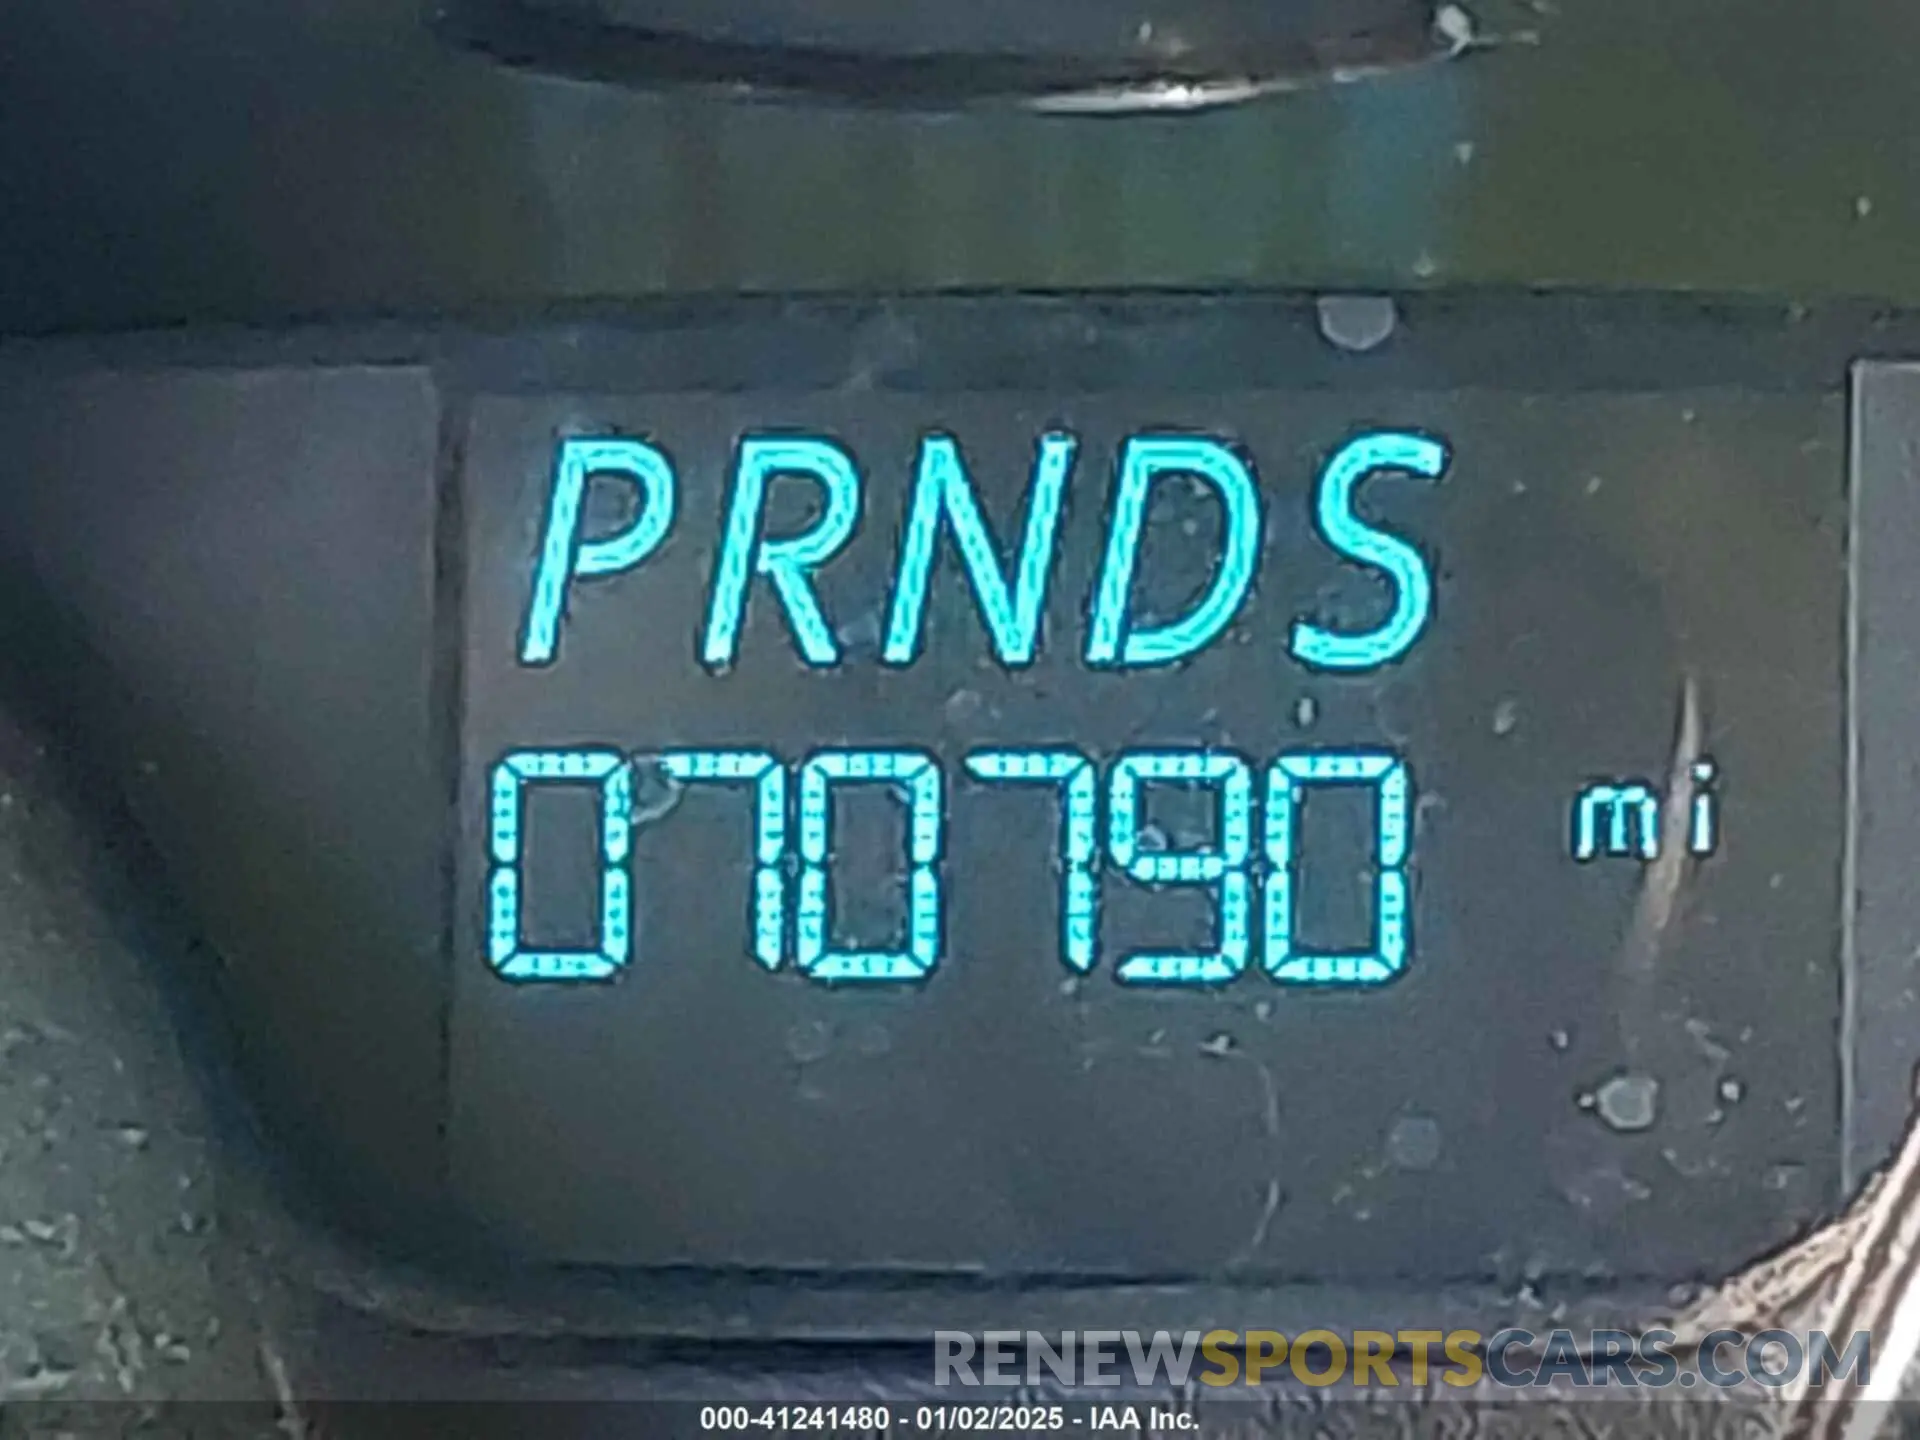 PRNDS
070790 mi
RENEWSPORTSCARS.COM
000-41241480 - 01/02/2025 - IAA Inc.